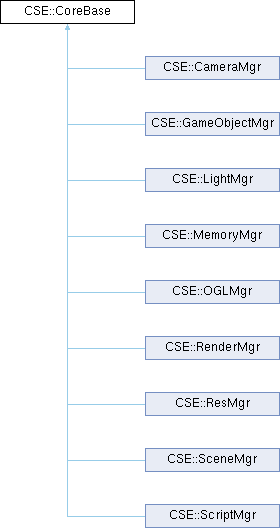 CSE::CoreBase
CSE::CameraMgr
CSE::GameObjectMgr
CSE::LightMgr
CSE::MemoryMgr
CSE::OGLMgr
CSE::RenderMgr
CSE::ResMgr
CSE::SceneMgr
CSE::ScriptMgr